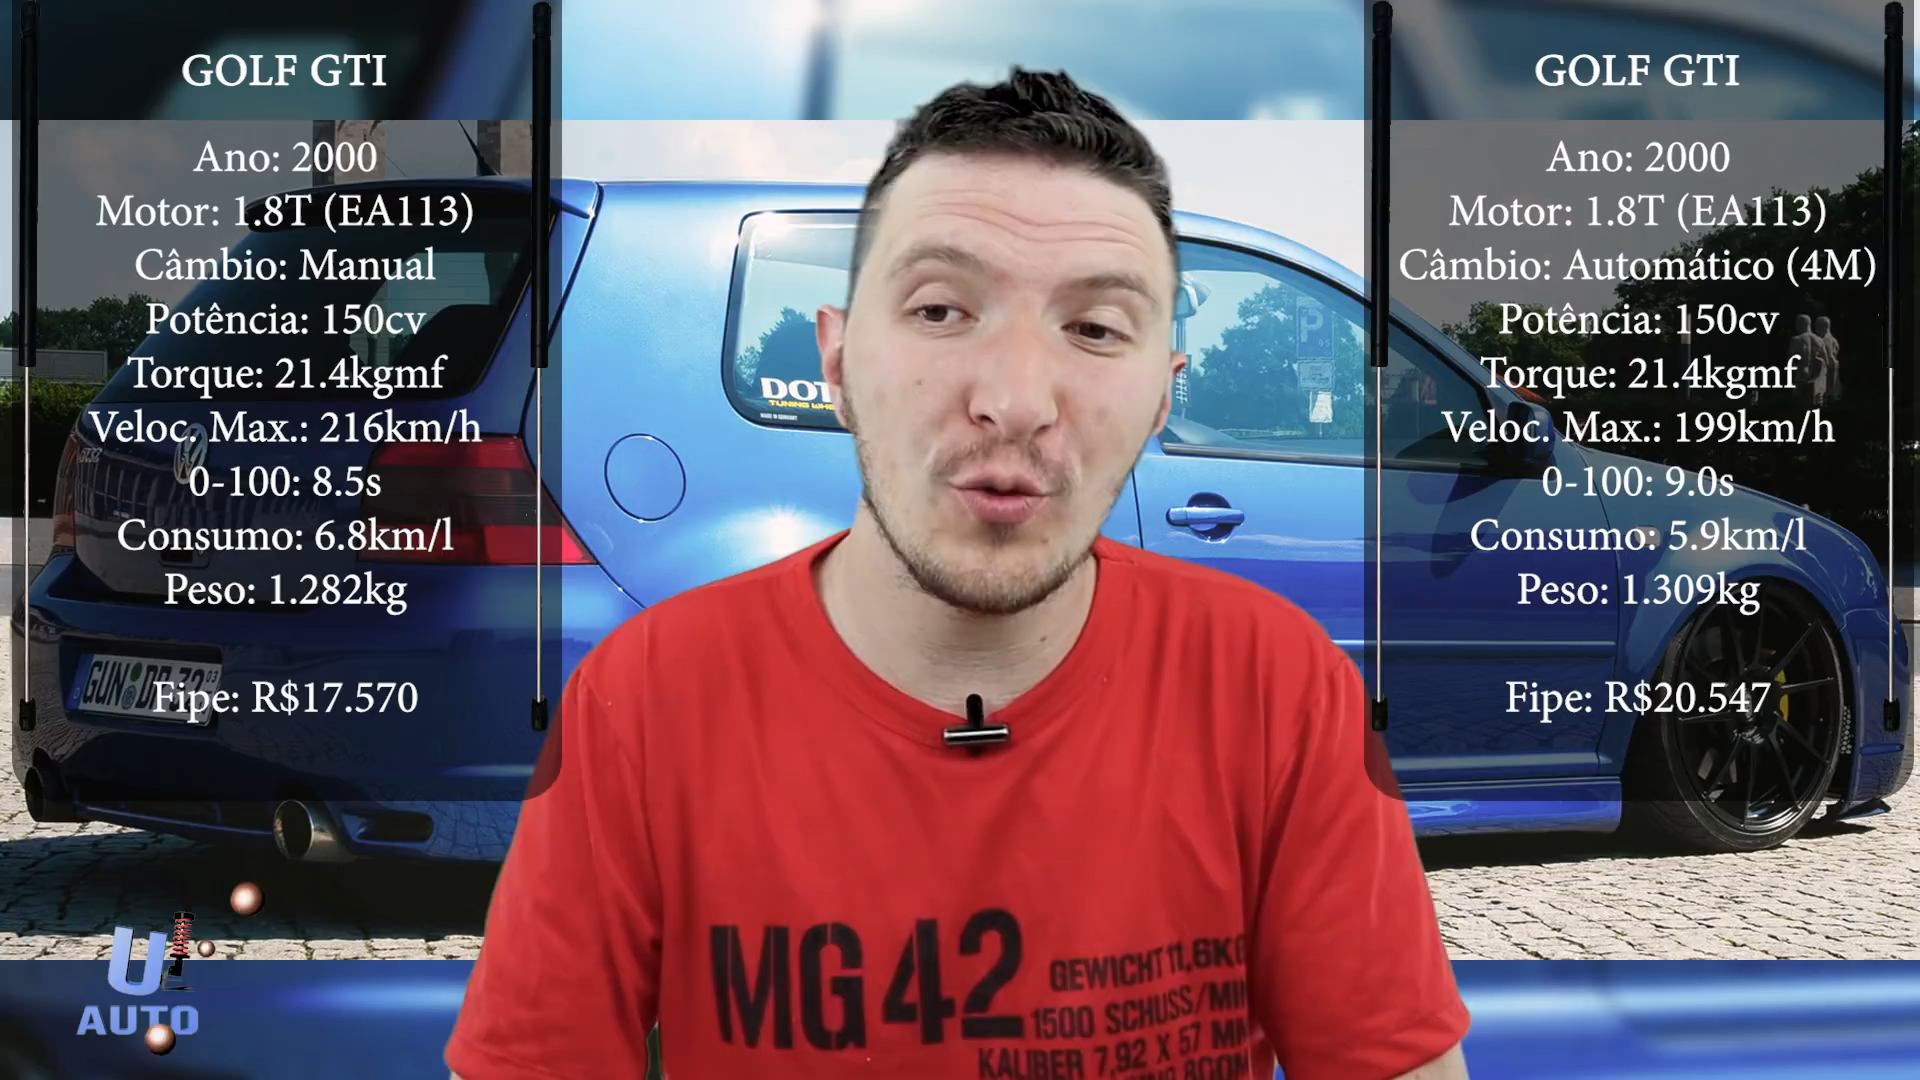 GOLF GTI
Ano: 2000
Motor: 1.8T (EA113)
Câmbio: Manual
Potência: 150cv
Torque: 21.4kgmf
Veloc. Max.: 216km/h
0-100: 8.5s
Consumo: 6.8km/l
Peso: 1.282kg
Fipe: R$17.570
GOLF GTI
Ano: 2000
Motor: 1.8T (EA113)
Câmbio: Automático (4M)
Potência: 150cv
Torque: 21.4kgmf
Veloc. Max.: 199km/h
0-100: 9.0s
Consumo: 5.9km/l
Peso: 1.309kg
Fipe: R$20.547
DOT
MG 42
GEWICHT 11,6KG
1500 SCHUSS/MIN
KALIBER 7,92 X 57 MM
AUTO
P